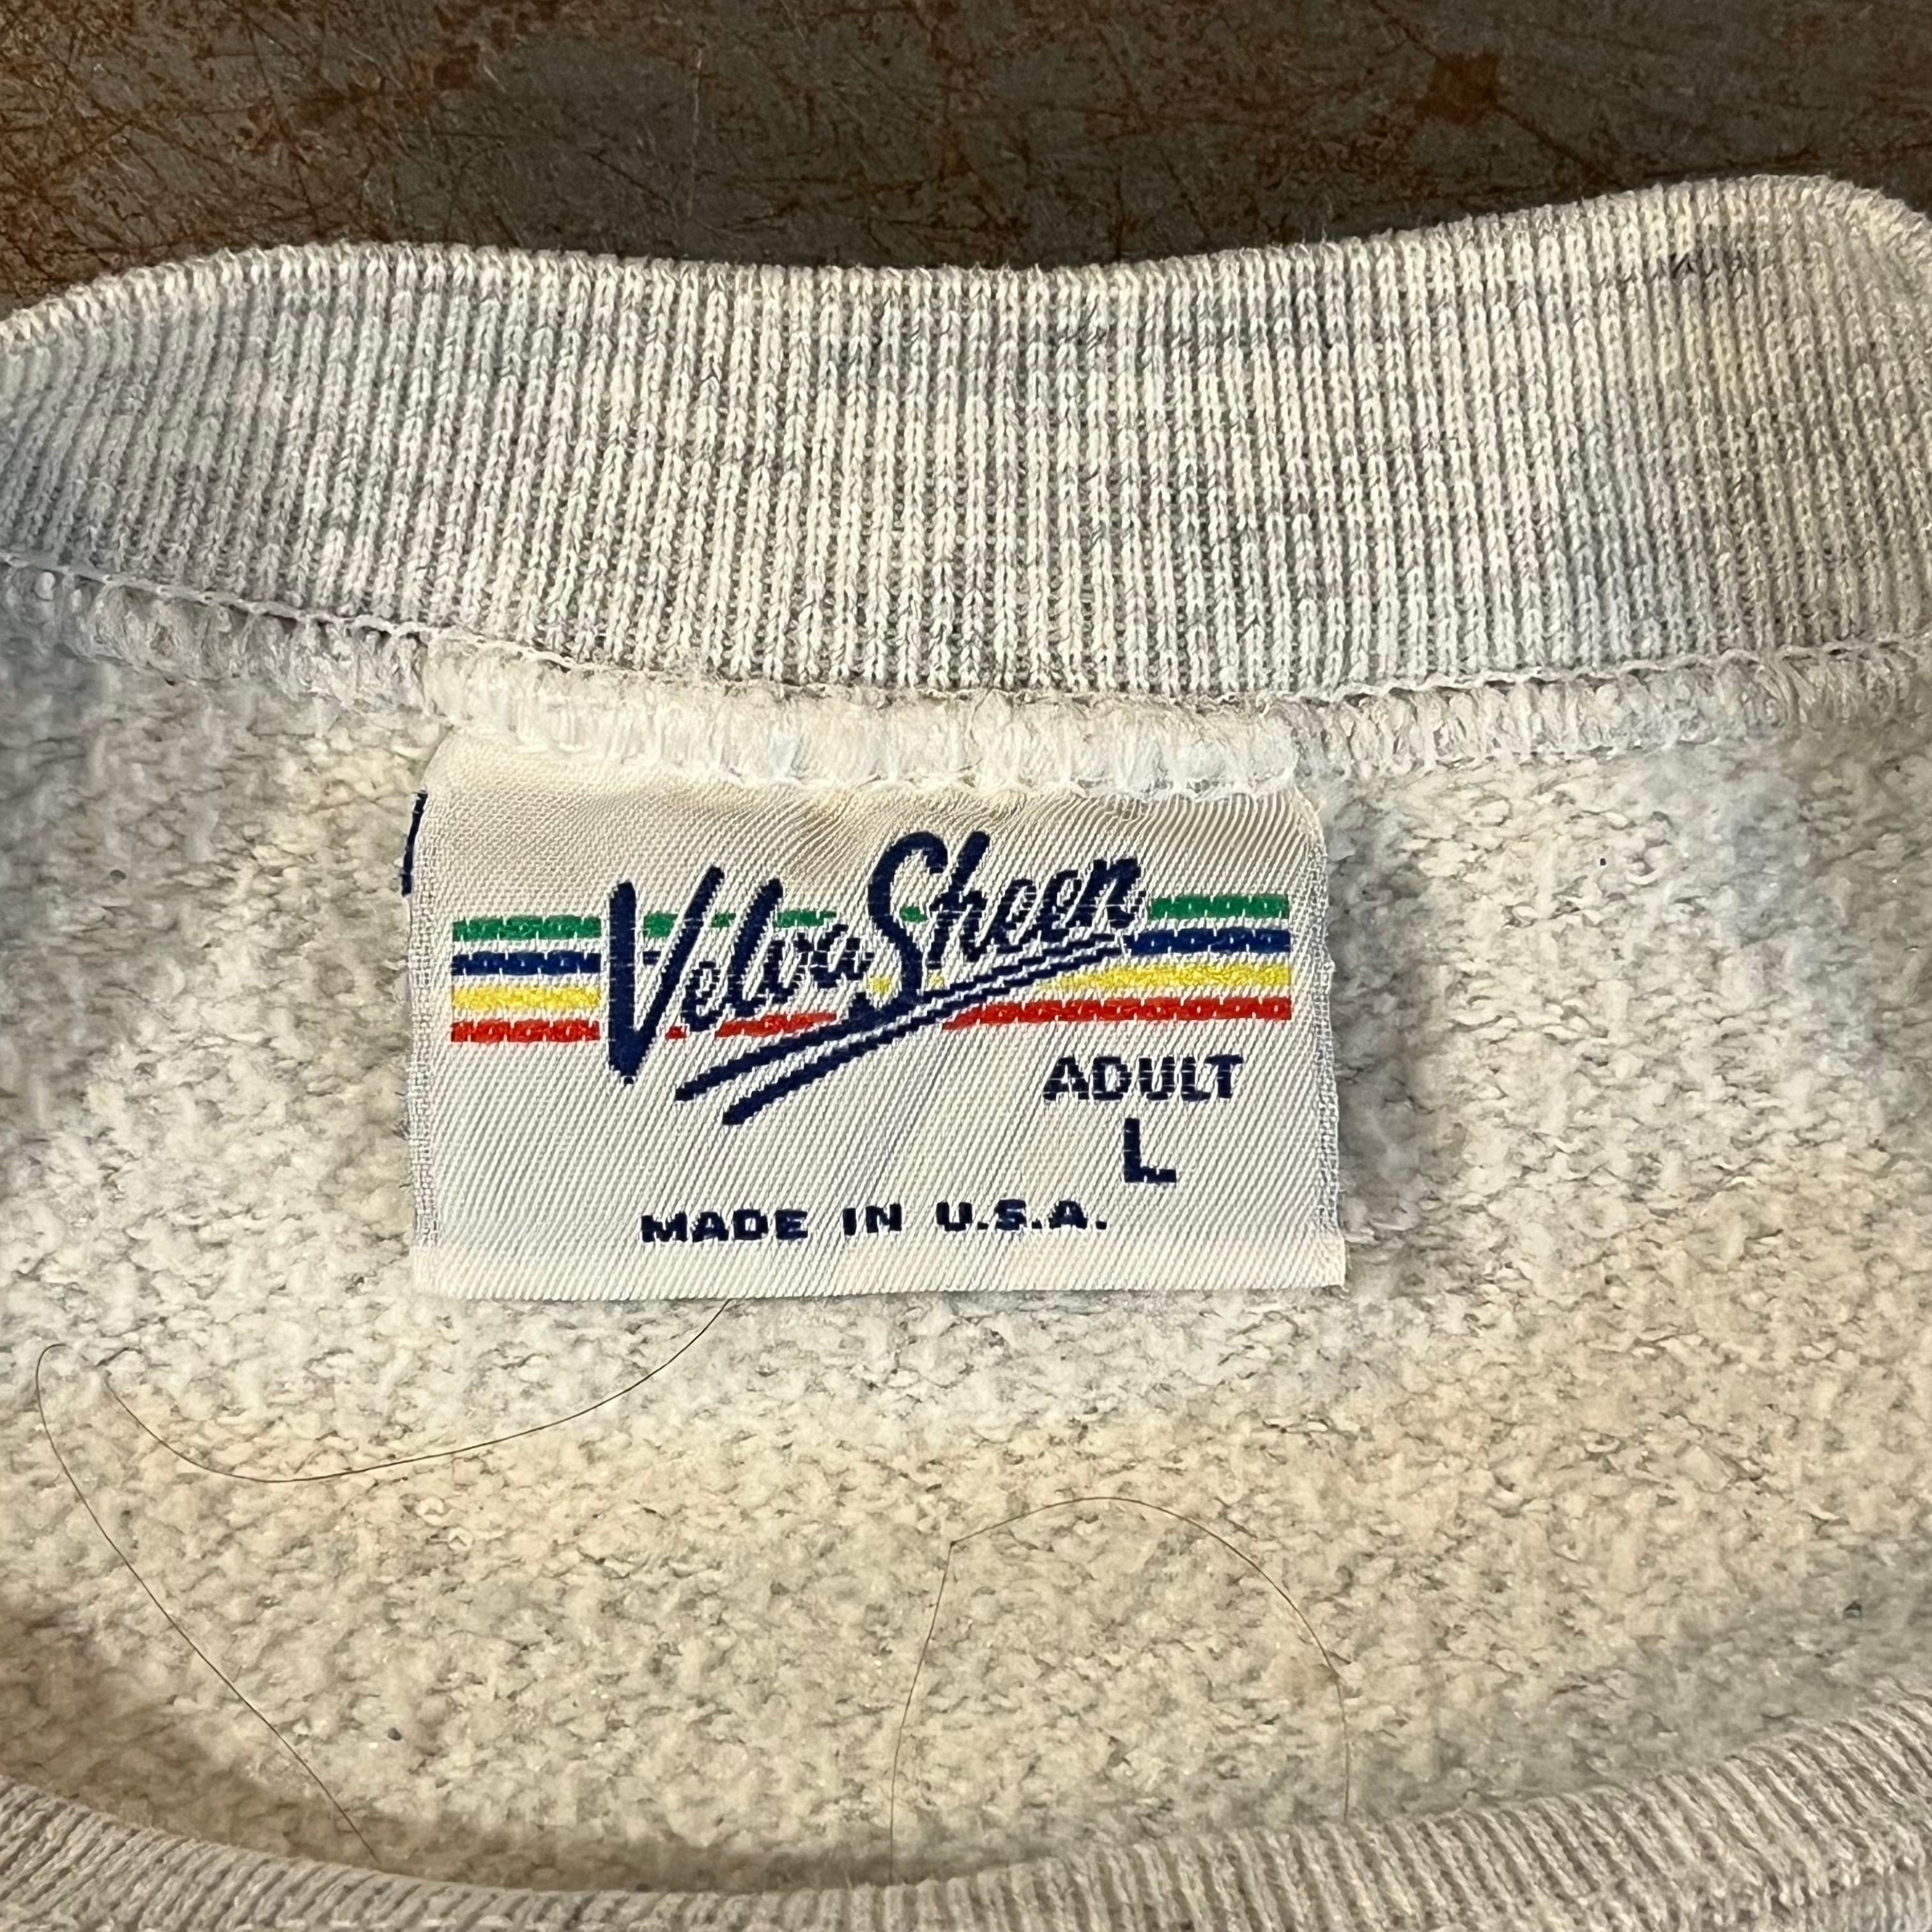 Velva Sheen
ADULT
L
MADE IN U.S.A.